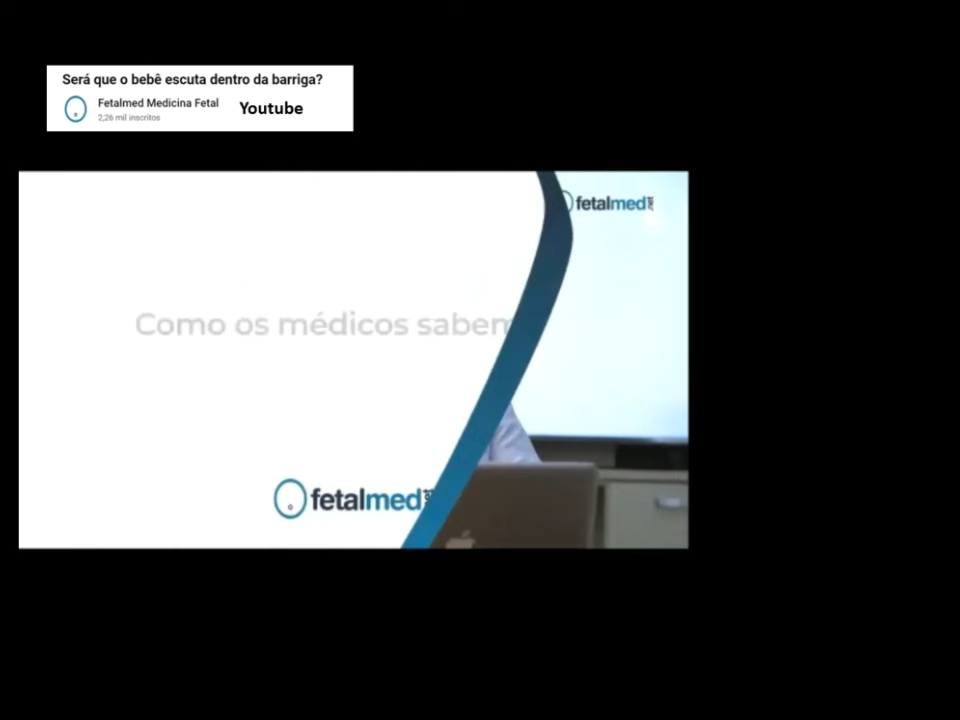 Será que o bebê escuta dentro da barriga?
Fetalmed Medicina Fetal
Youtube
2,26 mil inscritos
fetalmed.net
Como os médicos sabem
fetalmed